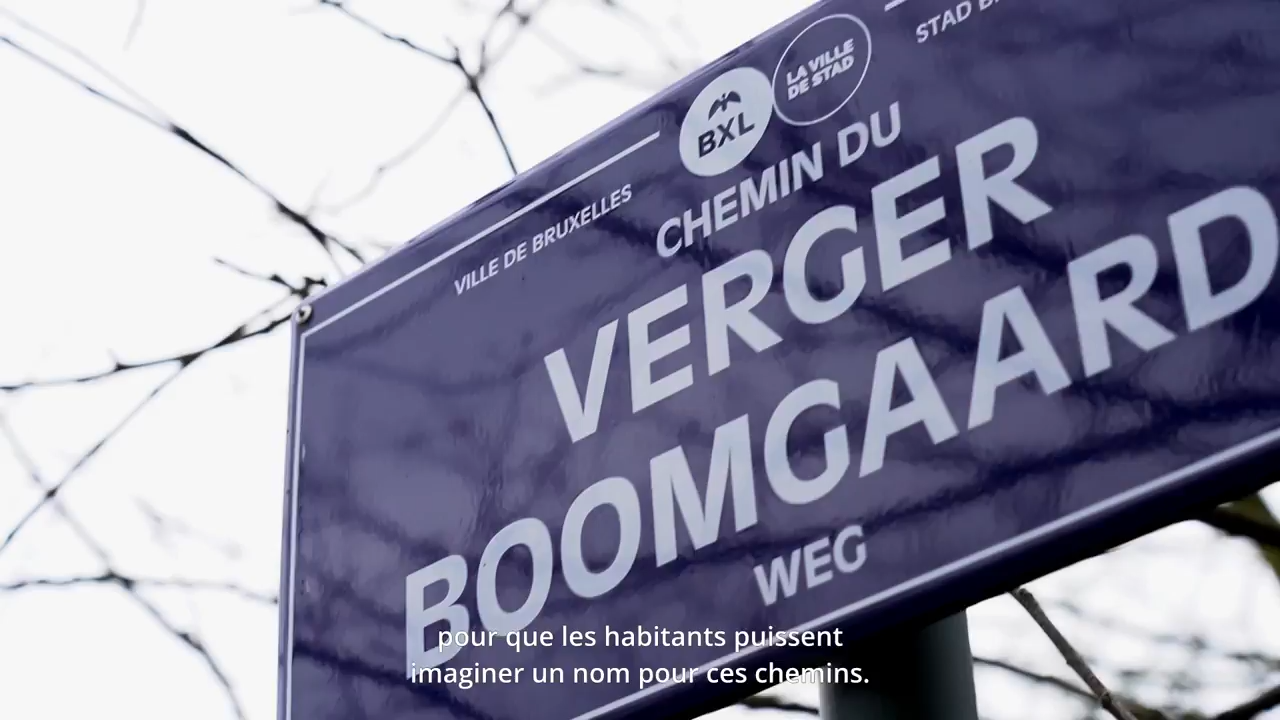 VILLE DE BRUXELLES
BXL
LA VILLE
DE STAD
STAD
CHEMIN DU
VERGER
BOOMGAARD
WEG
pour que les habitants puissent
imaginer un nom pour ces chemins.